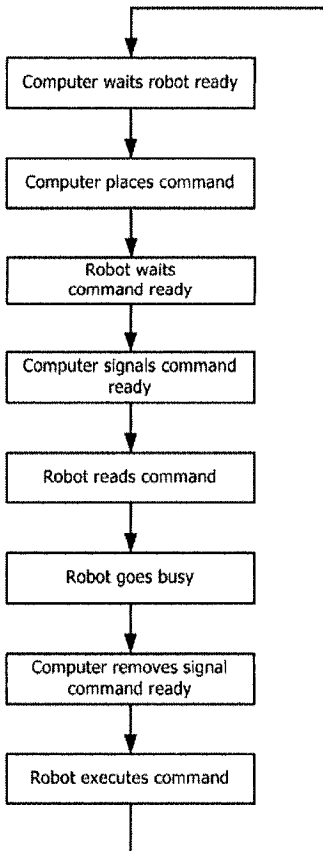 Computer waits robot ready
Computer places command
Robot waits
command ready
Computer signals command
ready
Robot reads command
Robot goes busy
Computer removes signal
command ready
Robot executes command